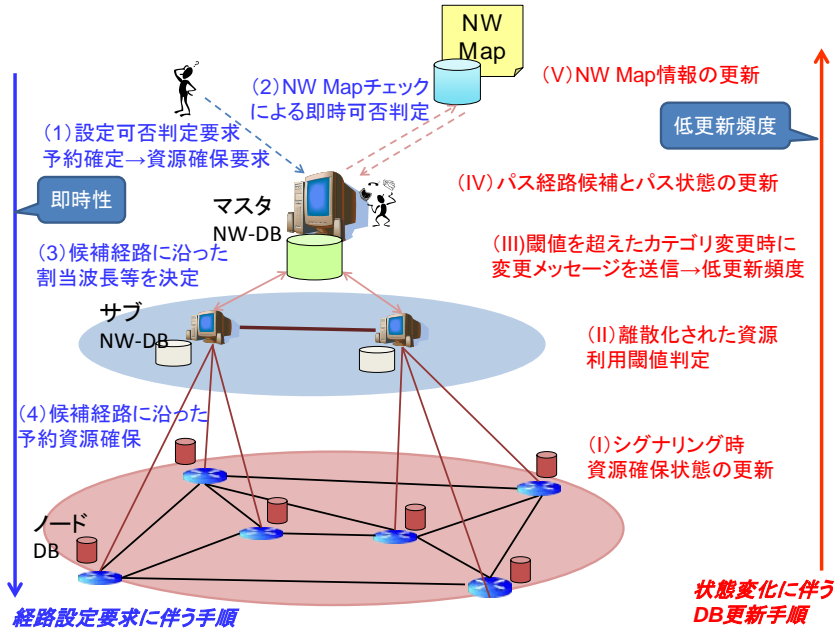 NW
Map
(2)NW Mapチェック
による即時可否判定
(V)NW Map情報の更新
(1)設定可否判定要求
予約確定→資源確保要求
低更新頻度
即時性
マスタ
NW-DB
(IV)パス経路候補とパス状態の更新
(3)候補経路に沿った
割当波長等を決定
(III)閾値を超えたカテゴリ変更時に
変更メッセージを送信→低更新頻度
サブ
NW-DB
(II)離散化された資源
利用閾値判定
(4)候補経路に沿った
予約資源確保
(I)シグナリング時
資源確保状態の更新
ノード
DB
経路設定要求に伴う手順
状態変化に伴う
DB更新手順